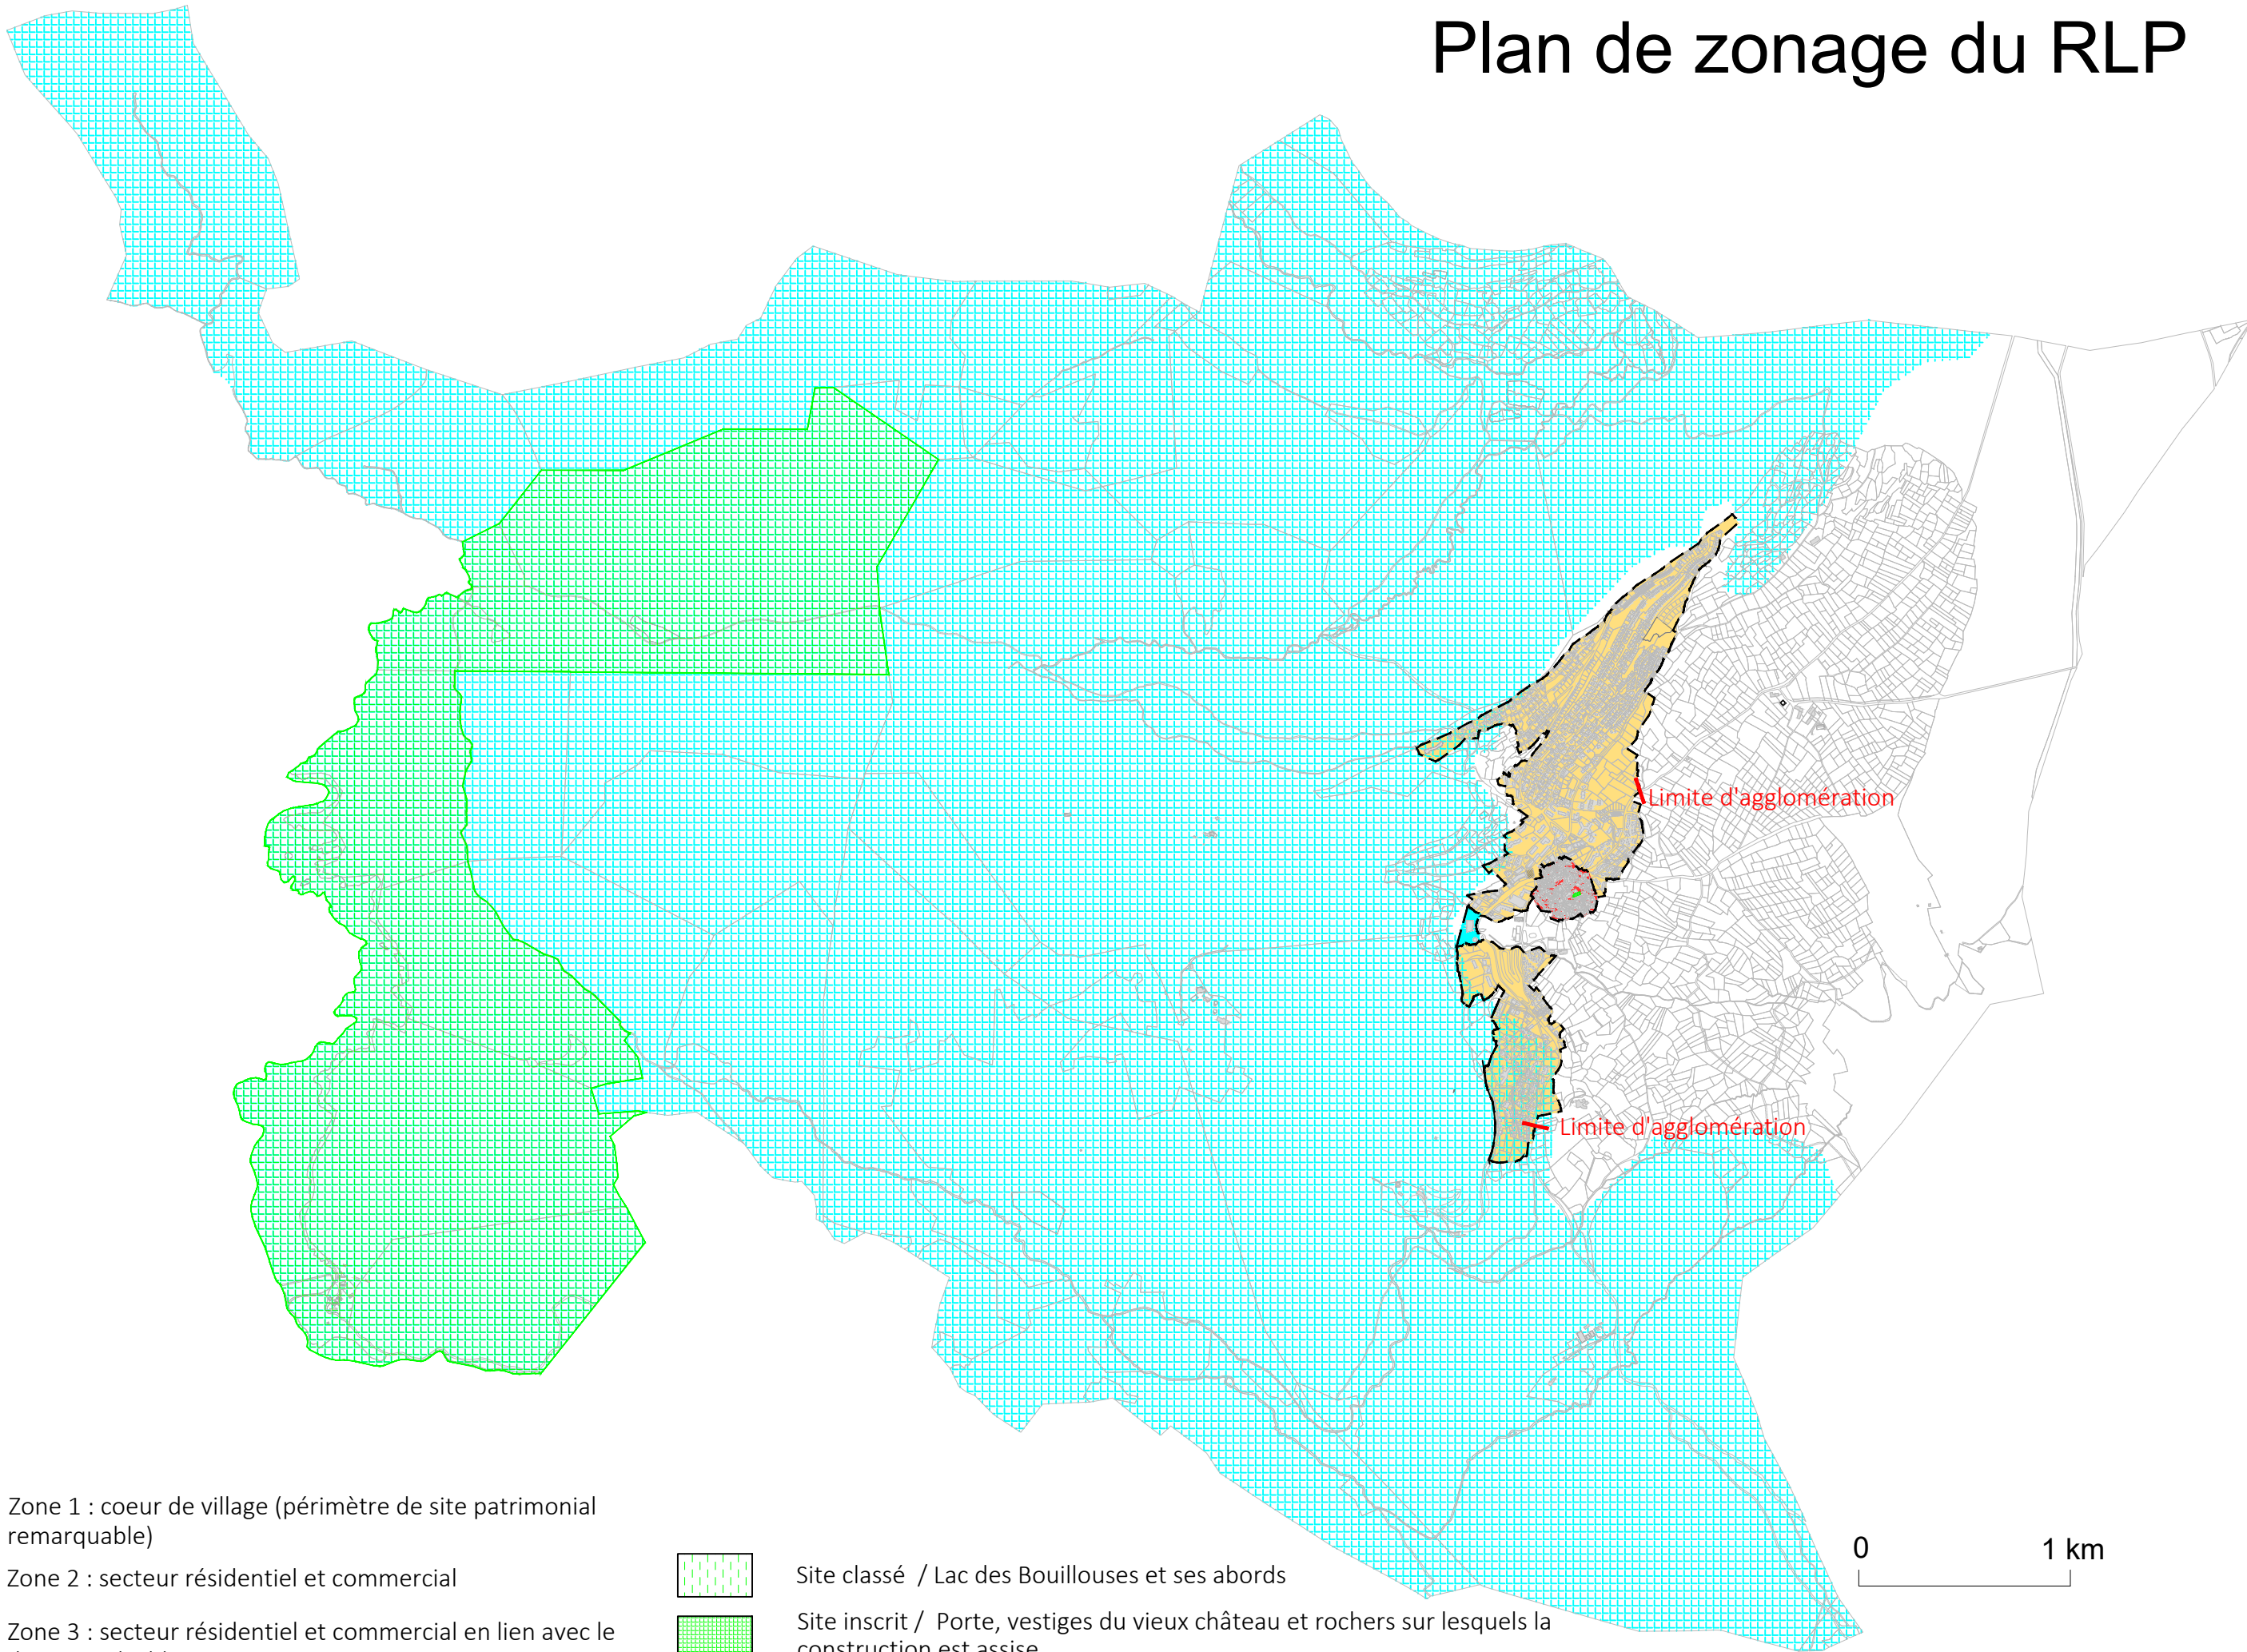 Plan de zonage du RLP
Limite d'agglomération
Limite d'agglomération
0 1 km
Zone 1 : coeur de village (périmètre de site patrimonial
remarquable)
Zone 2 : secteur résidentiel et commercial
Zone 3 : secteur résidentiel et commercial en lien avec le
Site classé / Lac des Bouillouses et ses abords
Site inscrit / Porte, vestiges du vieux château et rochers sur lesquels la
construction est assise